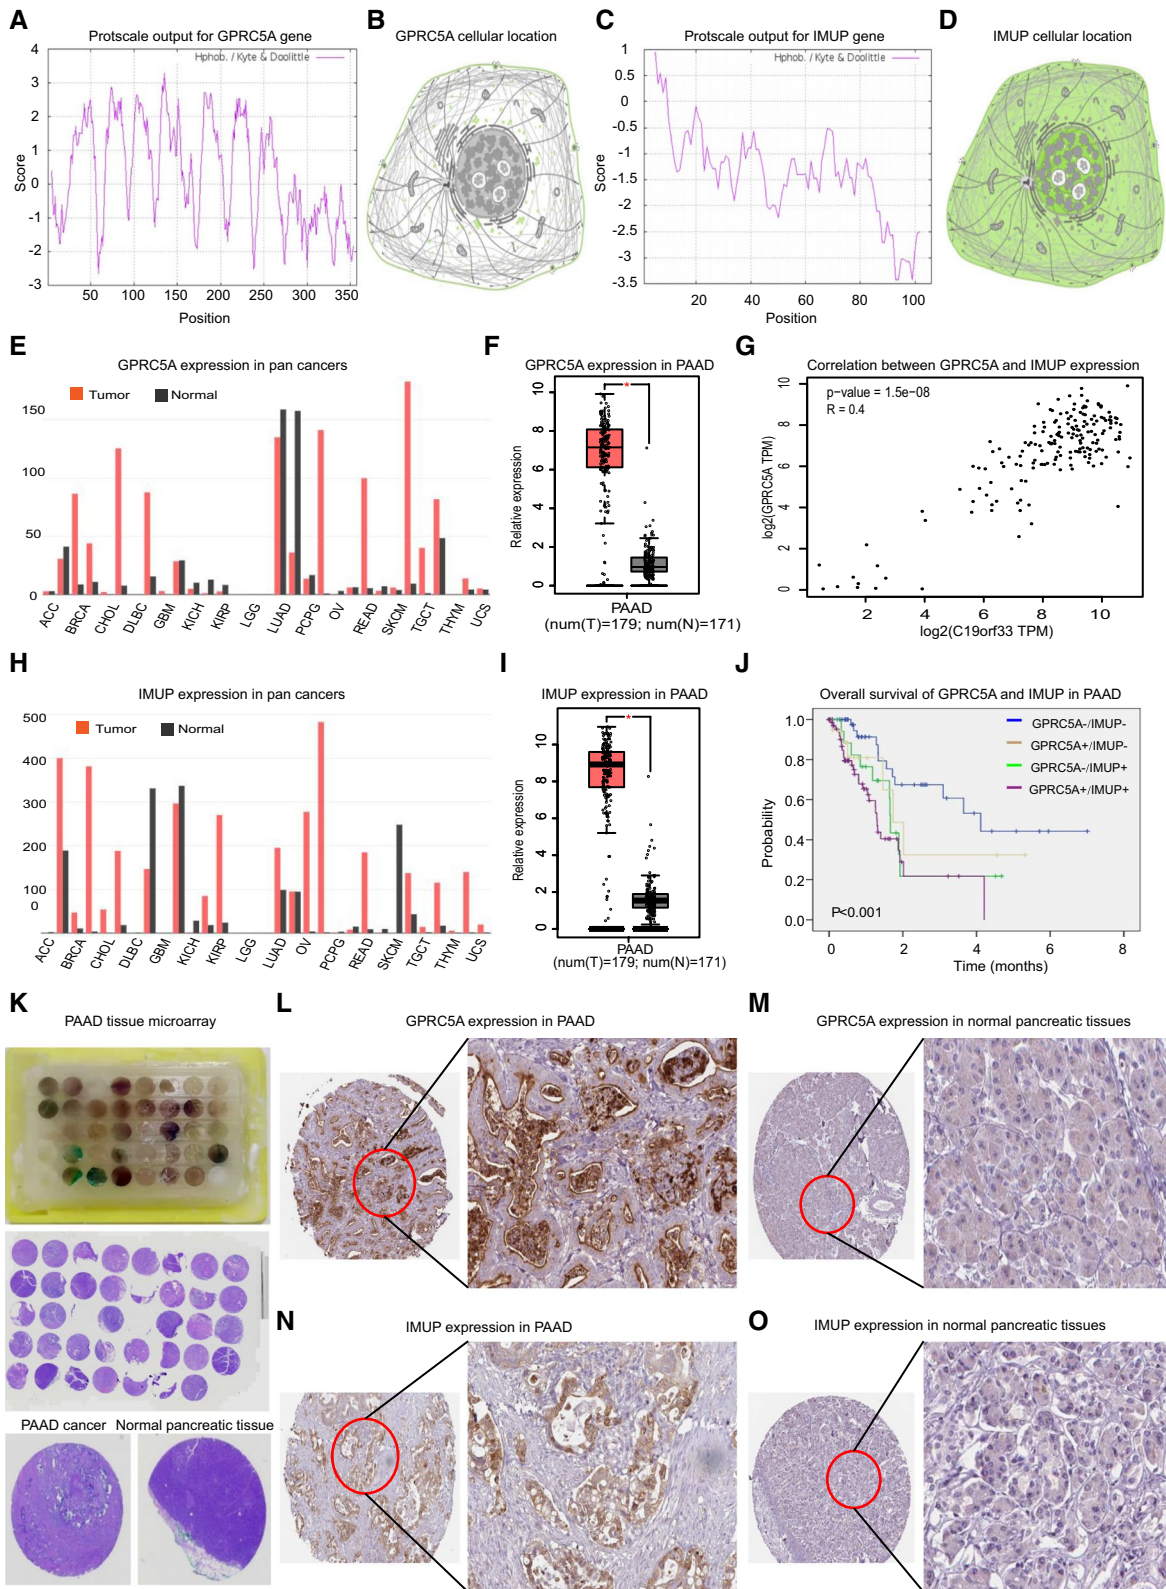 A
Protscale output for GPRC5A gene
Hphob. / Kyte & Doolittle
4
3
2
1
0
-1
-2
-3
Score
50 100 150 200 250 300 350
Position
B
GPRC5A cellular location
C
Protscale output for IMUP gene
Hphob. / Kyte & Doolittle
1
0.5
0
-0.5
-1
-1.5
-2
-2.5
-3
-3.5
Score
20 40 60 80 100
Position
D
IMUP cellular location
E
GPRC5A expression in pan cancers
Tumor Normal
150
100
50
0
ACC BRCA CHOL DLBC GBM KICH KIRP LGG LUAD PCPG OV READ SKCM TGCT THYM UCS
F
GPRC5A expression in PAAD
10
8
6
4
2
0
Relative expression
*
PAAD
(num(T)=179; num(N)=171)
G
Correlation between GPRC5A and IMUP expression
p-value = 1.5e-08
R = 0.4
10
8
6
4
2
0
log2(GPRC5A TPM)
2 4 6 8 10
log2(C19orf33 TPM)
H
IMUP expression in pan cancers
Tumor Normal
500
400
300
200
100
0
ACC BRCA CHOL DLBC GBM KICH KIRP LGG LUAD OV PCPG READ SKCM TGCT THYM UCS
I
IMUP expression in PAAD
10
8
6
4
2
0
Relative expression
*
PAAD
(num(T)=179; num(N)=171)
J
Overall survival of GPRC5A and IMUP in PAAD
GPRC5A-/IMUP-
GPRC5A+/IMUP-
GPRC5A-/IMUP+
GPRC5A+/IMUP+
1.0
0.8
0.6
0.4
0.2
0.0
Probability
P<0.001
0 2 4 6 8
Time (months)
K
PAAD tissue microarray
PAAD cancer Normal pancreatic tissue
L
GPRC5A expression in PAAD
M
GPRC5A expression in normal pancreatic tissues
N
IMUP expression in PAAD
O
IMUP expression in normal pancreatic tissues